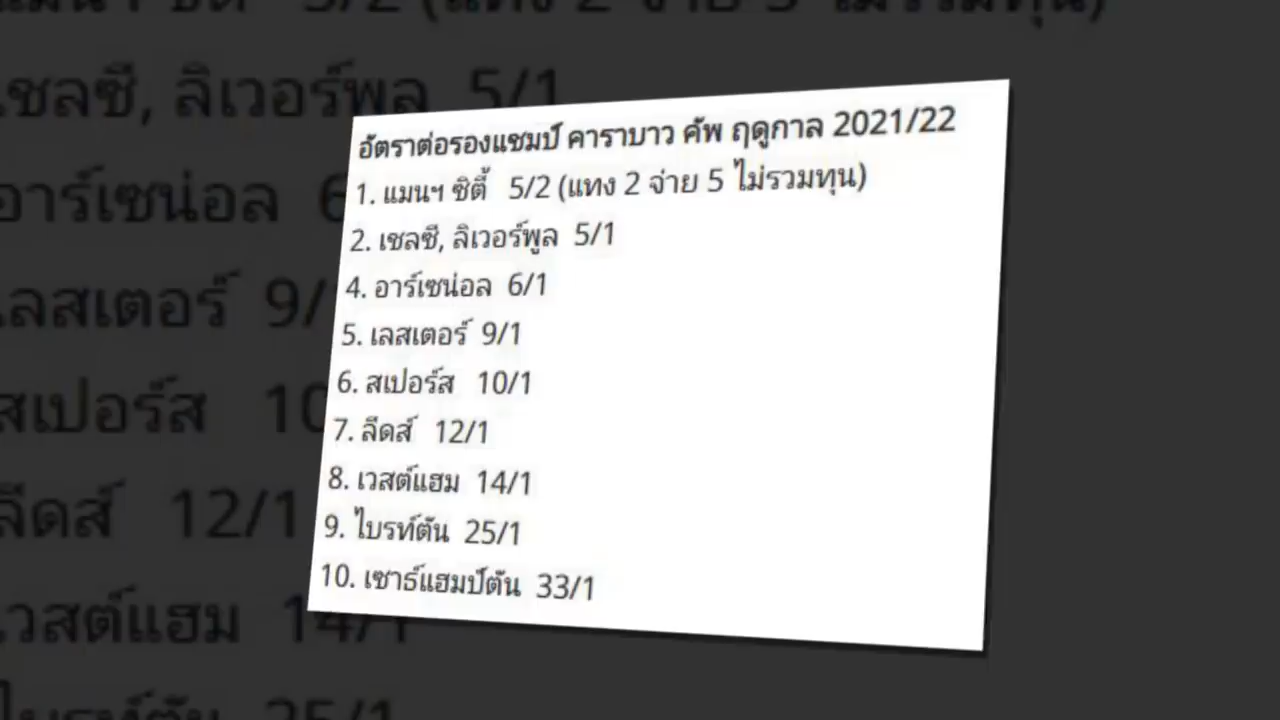 อัตราต่อรองแชมป์ คาราบาว คัพ ฤดูกาล 2021/22
1. แมนฯ ซิตี้ 5/2 (แทง 2 จ่าย 5 ไม่รวมทุน)
2. เชลซี, ลิเวอร์พูล 5/1
4. อาร์เซน่อล 6/1
5. เลสเตอร์ 9/1
6. สเปอร์ส 10/1
7. ลีดส์ 12/1
8. เวสต์แฮม 14/1
9. ไบรท์ตัน 25/1
10. เซาธ์แฮมป์ตัน 33/1